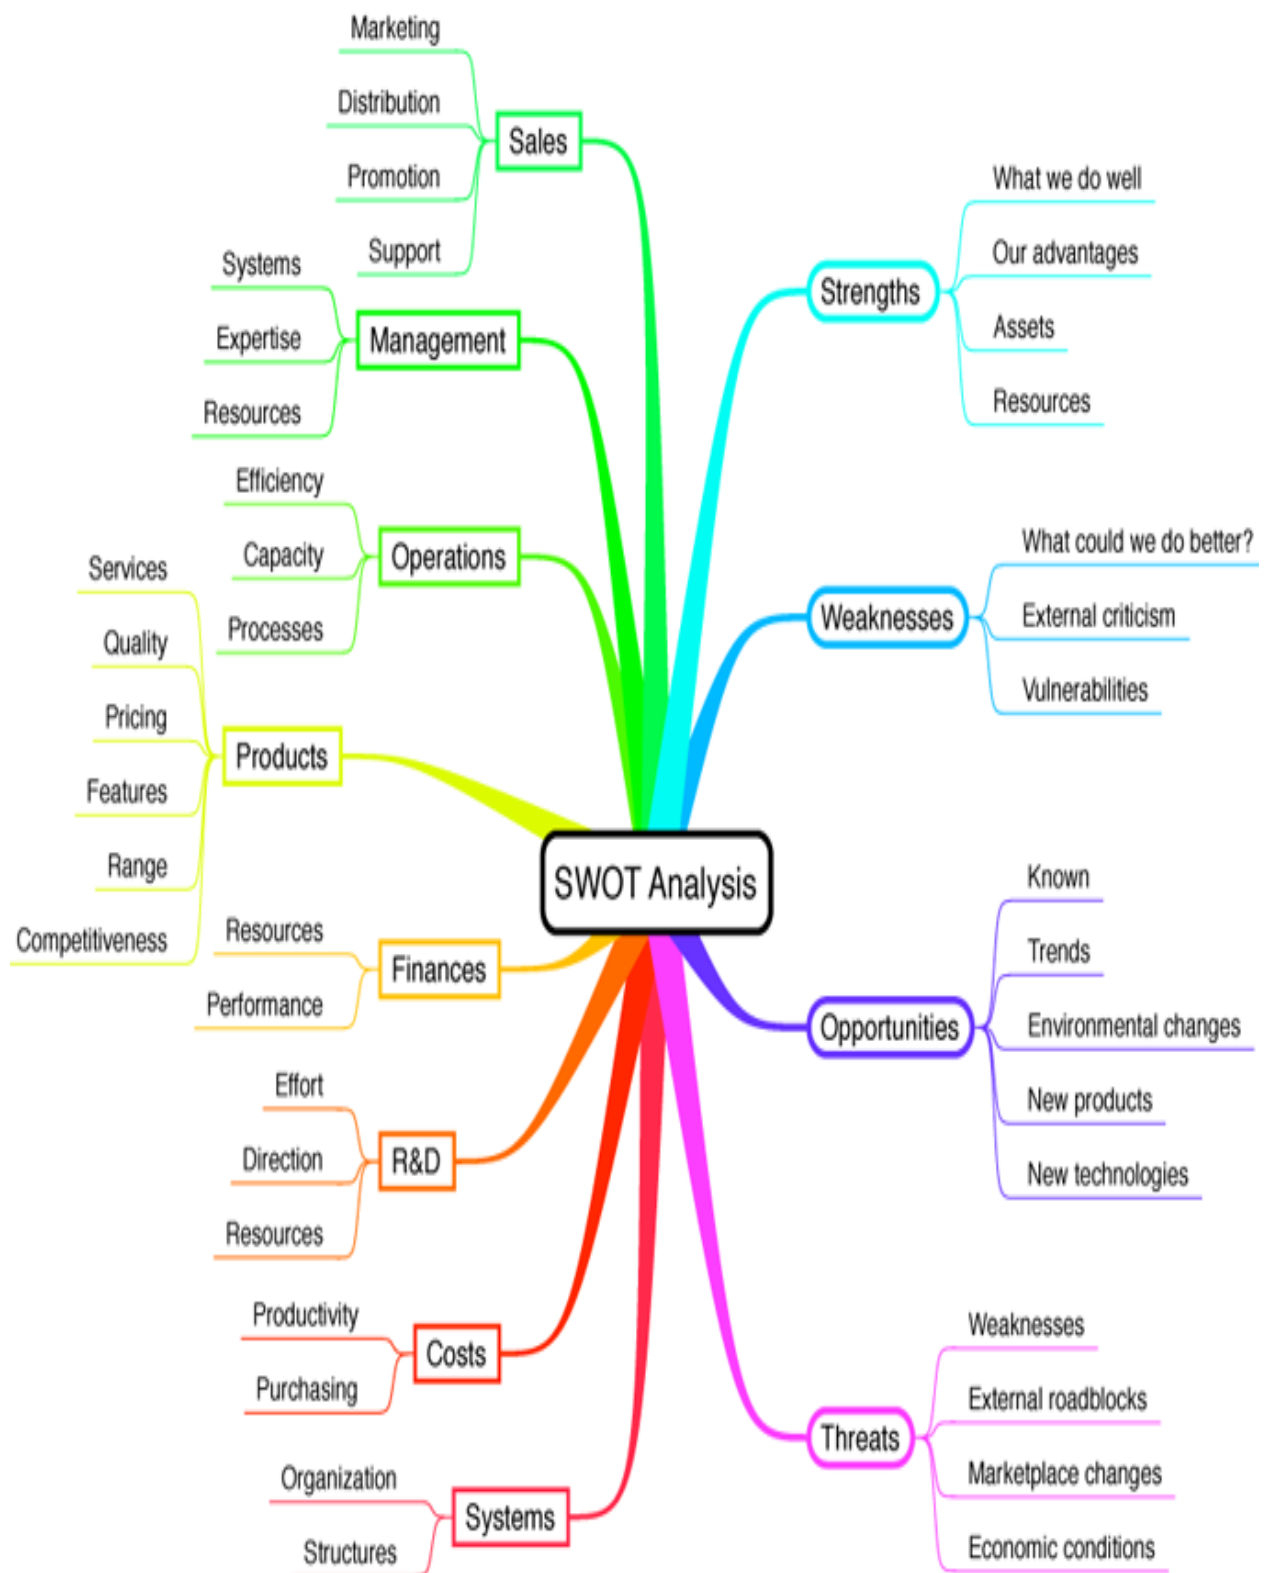 Marketing
Distribution
Promotion
Support
Sales
Systems
Expertise
Resources
Management
Efficiency
Capacity
Processes
Operations
Services
Quality
Pricing
Features
Range
Competitiveness
Products
SWOT Analysis
Resources
Performance
Finances
Effort
Direction
Resources
R&D
Productivity
Purchasing
Costs
Organization
Structures
Systems
Strengths
What we do well
Our advantages
Assets
Resources
Weaknesses
What could we do better?
External criticism
Vulnerabilities
Opportunities
Known
Trends
Environmental changes
New products
New technologies
Threats
Weaknesses
External roadblocks
Marketplace changes
Economic conditions